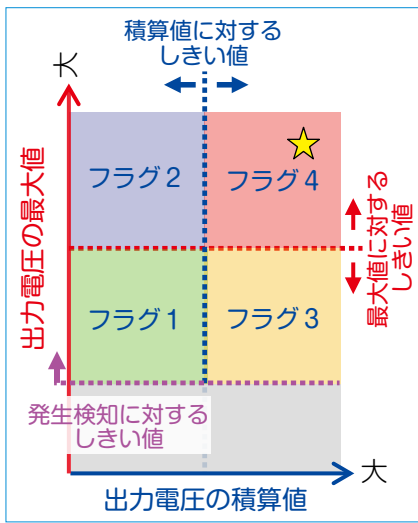 積算値に対する
しきい値
大
フラグ2
フラグ4
出力電圧の最大値
最大値に対する
しきい値
フラグ1
フラグ3
発生検知に対する
しきい値
大
出力電圧の積算値